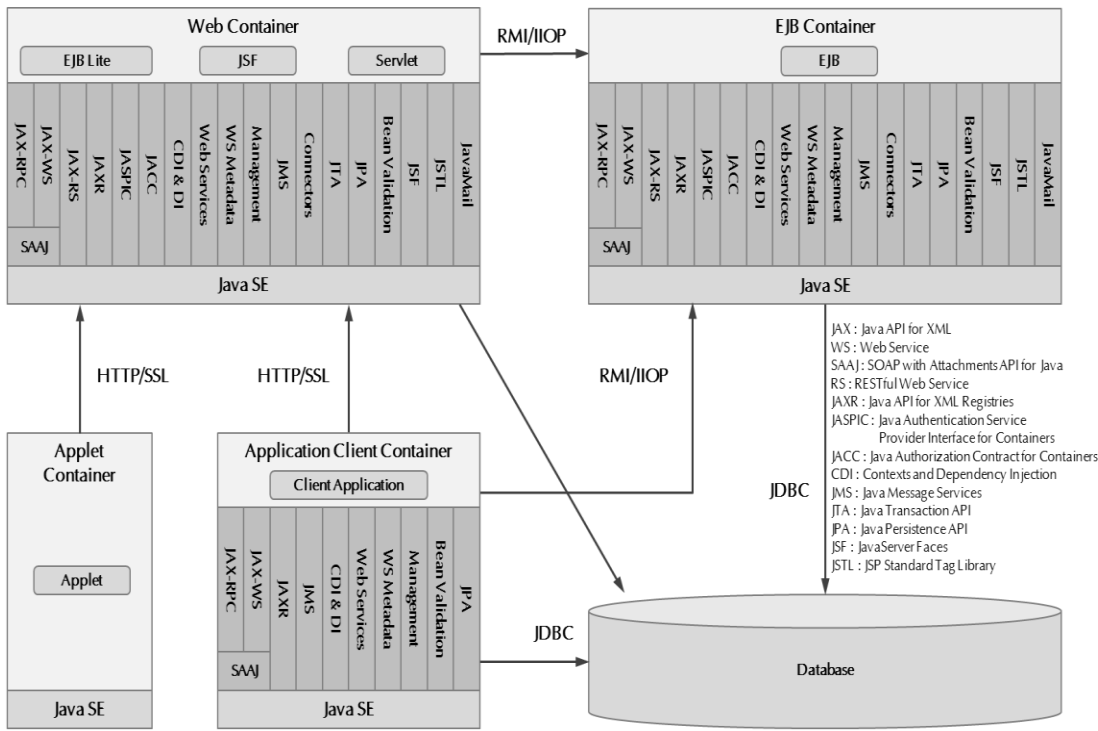 Web Container
EJB Lite
JSF
Servlet
JAX-RPC
JAX-WS
SAAJ
JAX-RS
JAXR
JASPIC
JACC
CDI & DI
Web Services
WS Metadata
Management
JMS
Connectors
JTA
JPA
Bean Validation
JSF
JSTL
JavaMail
Java SE
RMI/IIOP
EJB Container
EJB
JAX-RPC
JAX-WS
SAAJ
JAX-RS
JAXR
JASPIC
JACC
CDI & DI
Web Services
WS Metadata
Management
JMS
Connectors
JTA
JPA
Bean Validation
JSF
JSTL
JavaMail
Java SE
HTTP/SSL
HTTP/SSL
RMI/IIOP
JDBC
JAX : Java API for XML
WS : Web Service
SAAJ : SOAP with Attachments API for Java
RS : RESTful Web Service
JAXR : Java API for XML Registries
JASPIC : Java Authentication Service
Provider Interface for Containers
JACC : Java Authorization Contract for Containers
CDI : Contexts and Dependency Injection
JMS : Java Message Services
JTA : Java Transaction API
JPA : Java Persistence API
JSF : JavaServer Faces
JSTL : JSP Standard Tag Library
Applet
Container
Applet
Java SE
Application Client Container
Client Application
JAX-RPC
JAX-WS
SAAJ
JAXR
JMS
CDI & DI
Web Services
WS Metadata
Management
Bean Validation
JPA
Java SE
JDBC
Database